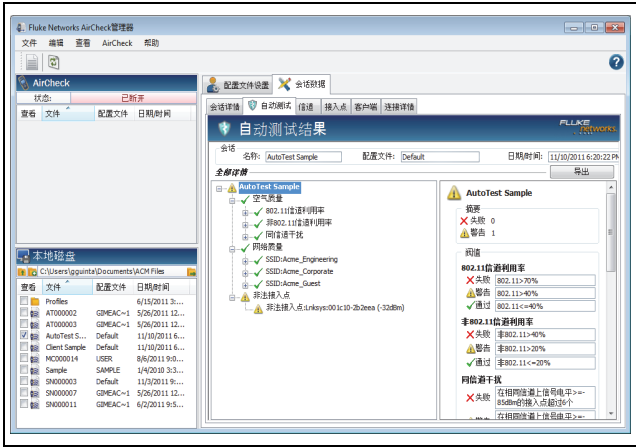 Fluke Networks AirCheck管理器
文件 编辑 查看 AirCheck 帮助
AirCheck
状态: 已断开
查看 文件 配置文件 日期/时间
本地磁盘
C:\Users\gguinta\Documents\ACM Files
查看 文件 配置文件 日期/时间
Profiles 6/15/2011 3:...
AT000002 GIMEAC~1 5/26/2011 12...
AT000003 GIMEAC~1 5/26/2011 12...
AutoTest S... Default 11/10/2011 6...
Client Sample Default 11/10/2011 6...
MC000014 USER 8/6/2011 9:0...
Sample SAMPLE 1/4/2010 3:3...
SN000003 Default 11/3/2011 9:...
SN000007 GIMEAC~1 5/26/2011 12...
SN000011 GIMEAC~1 6/2/2011 9:5...
配置文件设置 会话数据
会话详情 自动测试 信道 接入点 客户端 连接详情
自动测试结果
FLUKE networks.
会话
名称: AutoTest Sample 配置文件: Default 日期/时间: 11/10/2011 6:20:22 PM
全部详情 导出
AutoTest Sample
空气质量
802.11信道利用率
非802.11信道利用率
同信道干扰
网络质量
SSID:Acme_Engineering
SSID:Acme_Corporate
SSID:Acme_Guest
非法接入点
非法接入点:Lnksys:001c10-2b2eea (-32dBm)
AutoTest Sample
摘要
失败 0
警告 1
阈值
802.11信道利用率
失败 802.11>70%
警告 802.11>40%
通过 802.11<=40%
非802.11信道利用率
失败 非802.11>40%
警告 非802.11>20%
通过 非802.11<=20%
同信道干扰
失败 在相同信道上信号电平>=-
85dBm的接入点超过6个
在相同信道上信号电平>=-